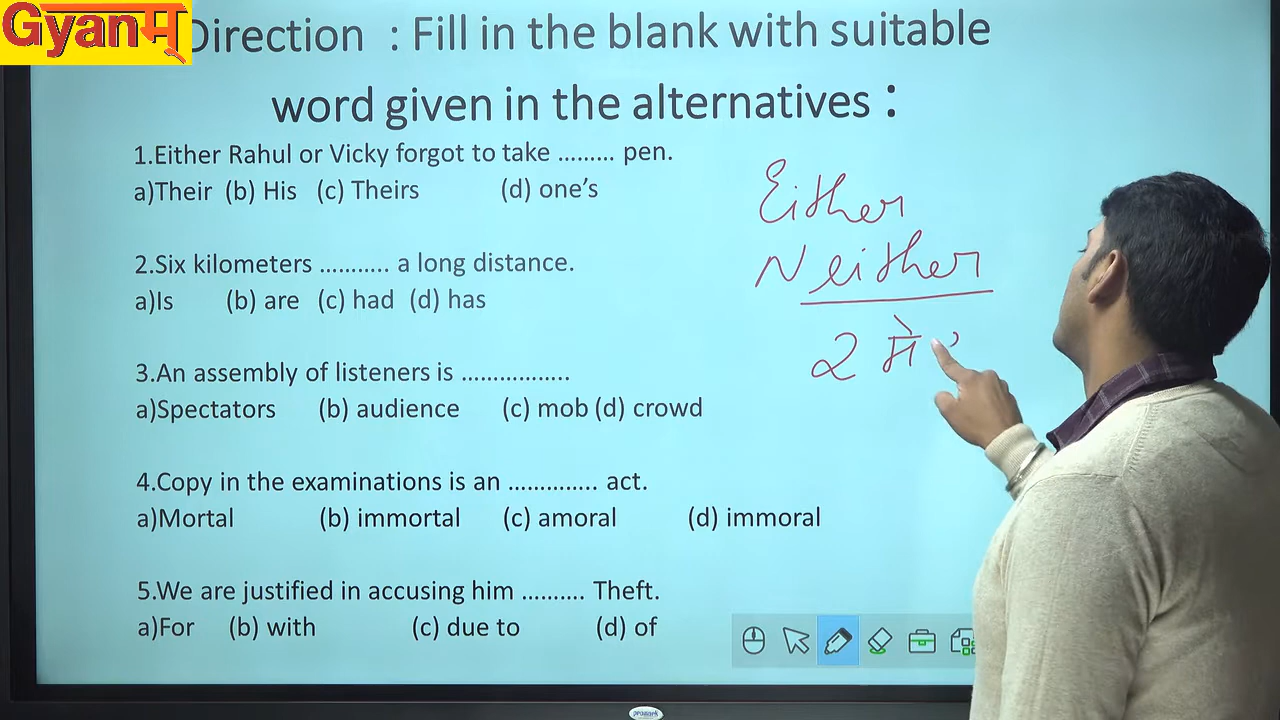 Gyanम्
Direction : Fill in the blank with suitable
word given in the alternatives :
1.Either Rahul or Vicky forgot to take ......... pen.
a)Their (b) His (c) Theirs (d) one's
2.Six kilometers ........... a long distance.
a)Is (b) are (c) had (d) has
3.An assembly of listeners is .................
a)Spectators (b) audience (c) mob (d) crowd
4.Copy in the examinations is an .............. act.
a)Mortal (b) immortal (c) amoral (d) immoral
5.We are justified in accusing him .......... Theft.
a)For (b) with (c) due to (d) of
Either
Neither
2 मे